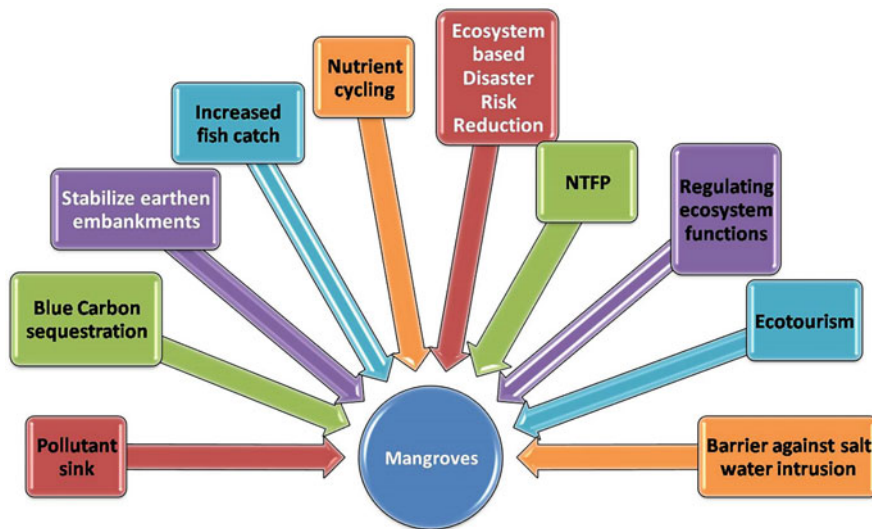 Ecosystem
based
Disaster
Risk
Reduction
Nutrient
cycling
Increased
fish catch
NTFP
Regulating
ecosystem
functions
Stabilize earthen
embankments
Blue Carbon
sequestration
Ecotourism
Pollutant
sink
Mangroves
Barrier against salt
water intrusion